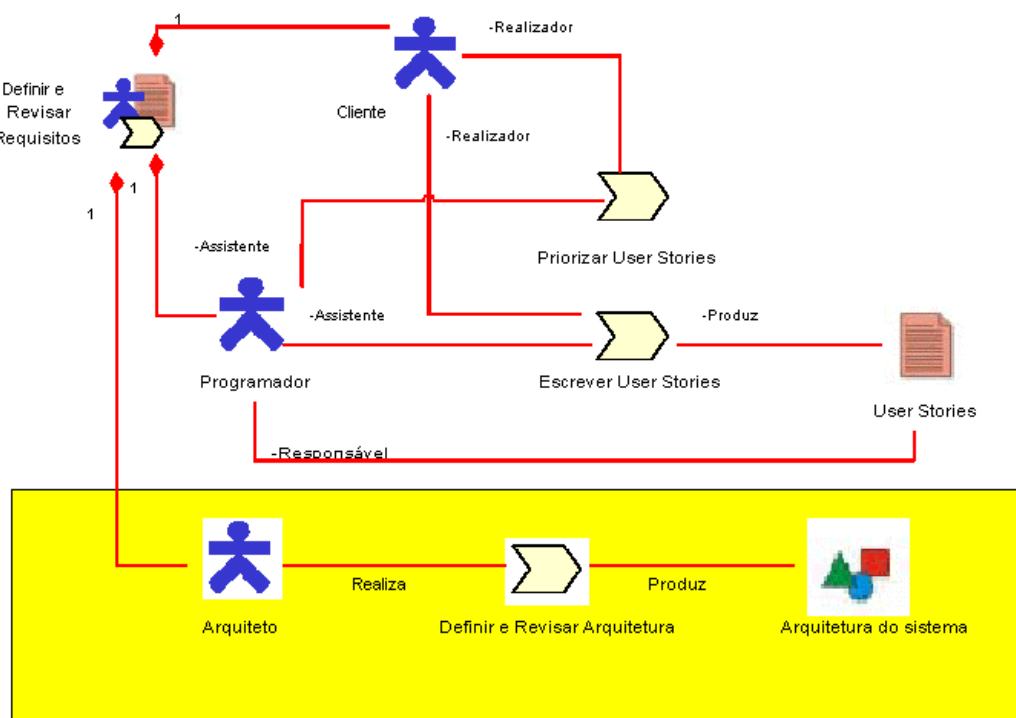 1
-Realizador
Definir e
Revisar
Requisitos
Cliente
-Realizador
1
1
-Assistente
Priorizar User Stories
-Assistente
-Produz
Programador
Escrever User Stories
User Stories
-Responsável
Realiza
Produz
Arquiteto
Definir e Revisar Arquitetura
Arquitetura do sistema